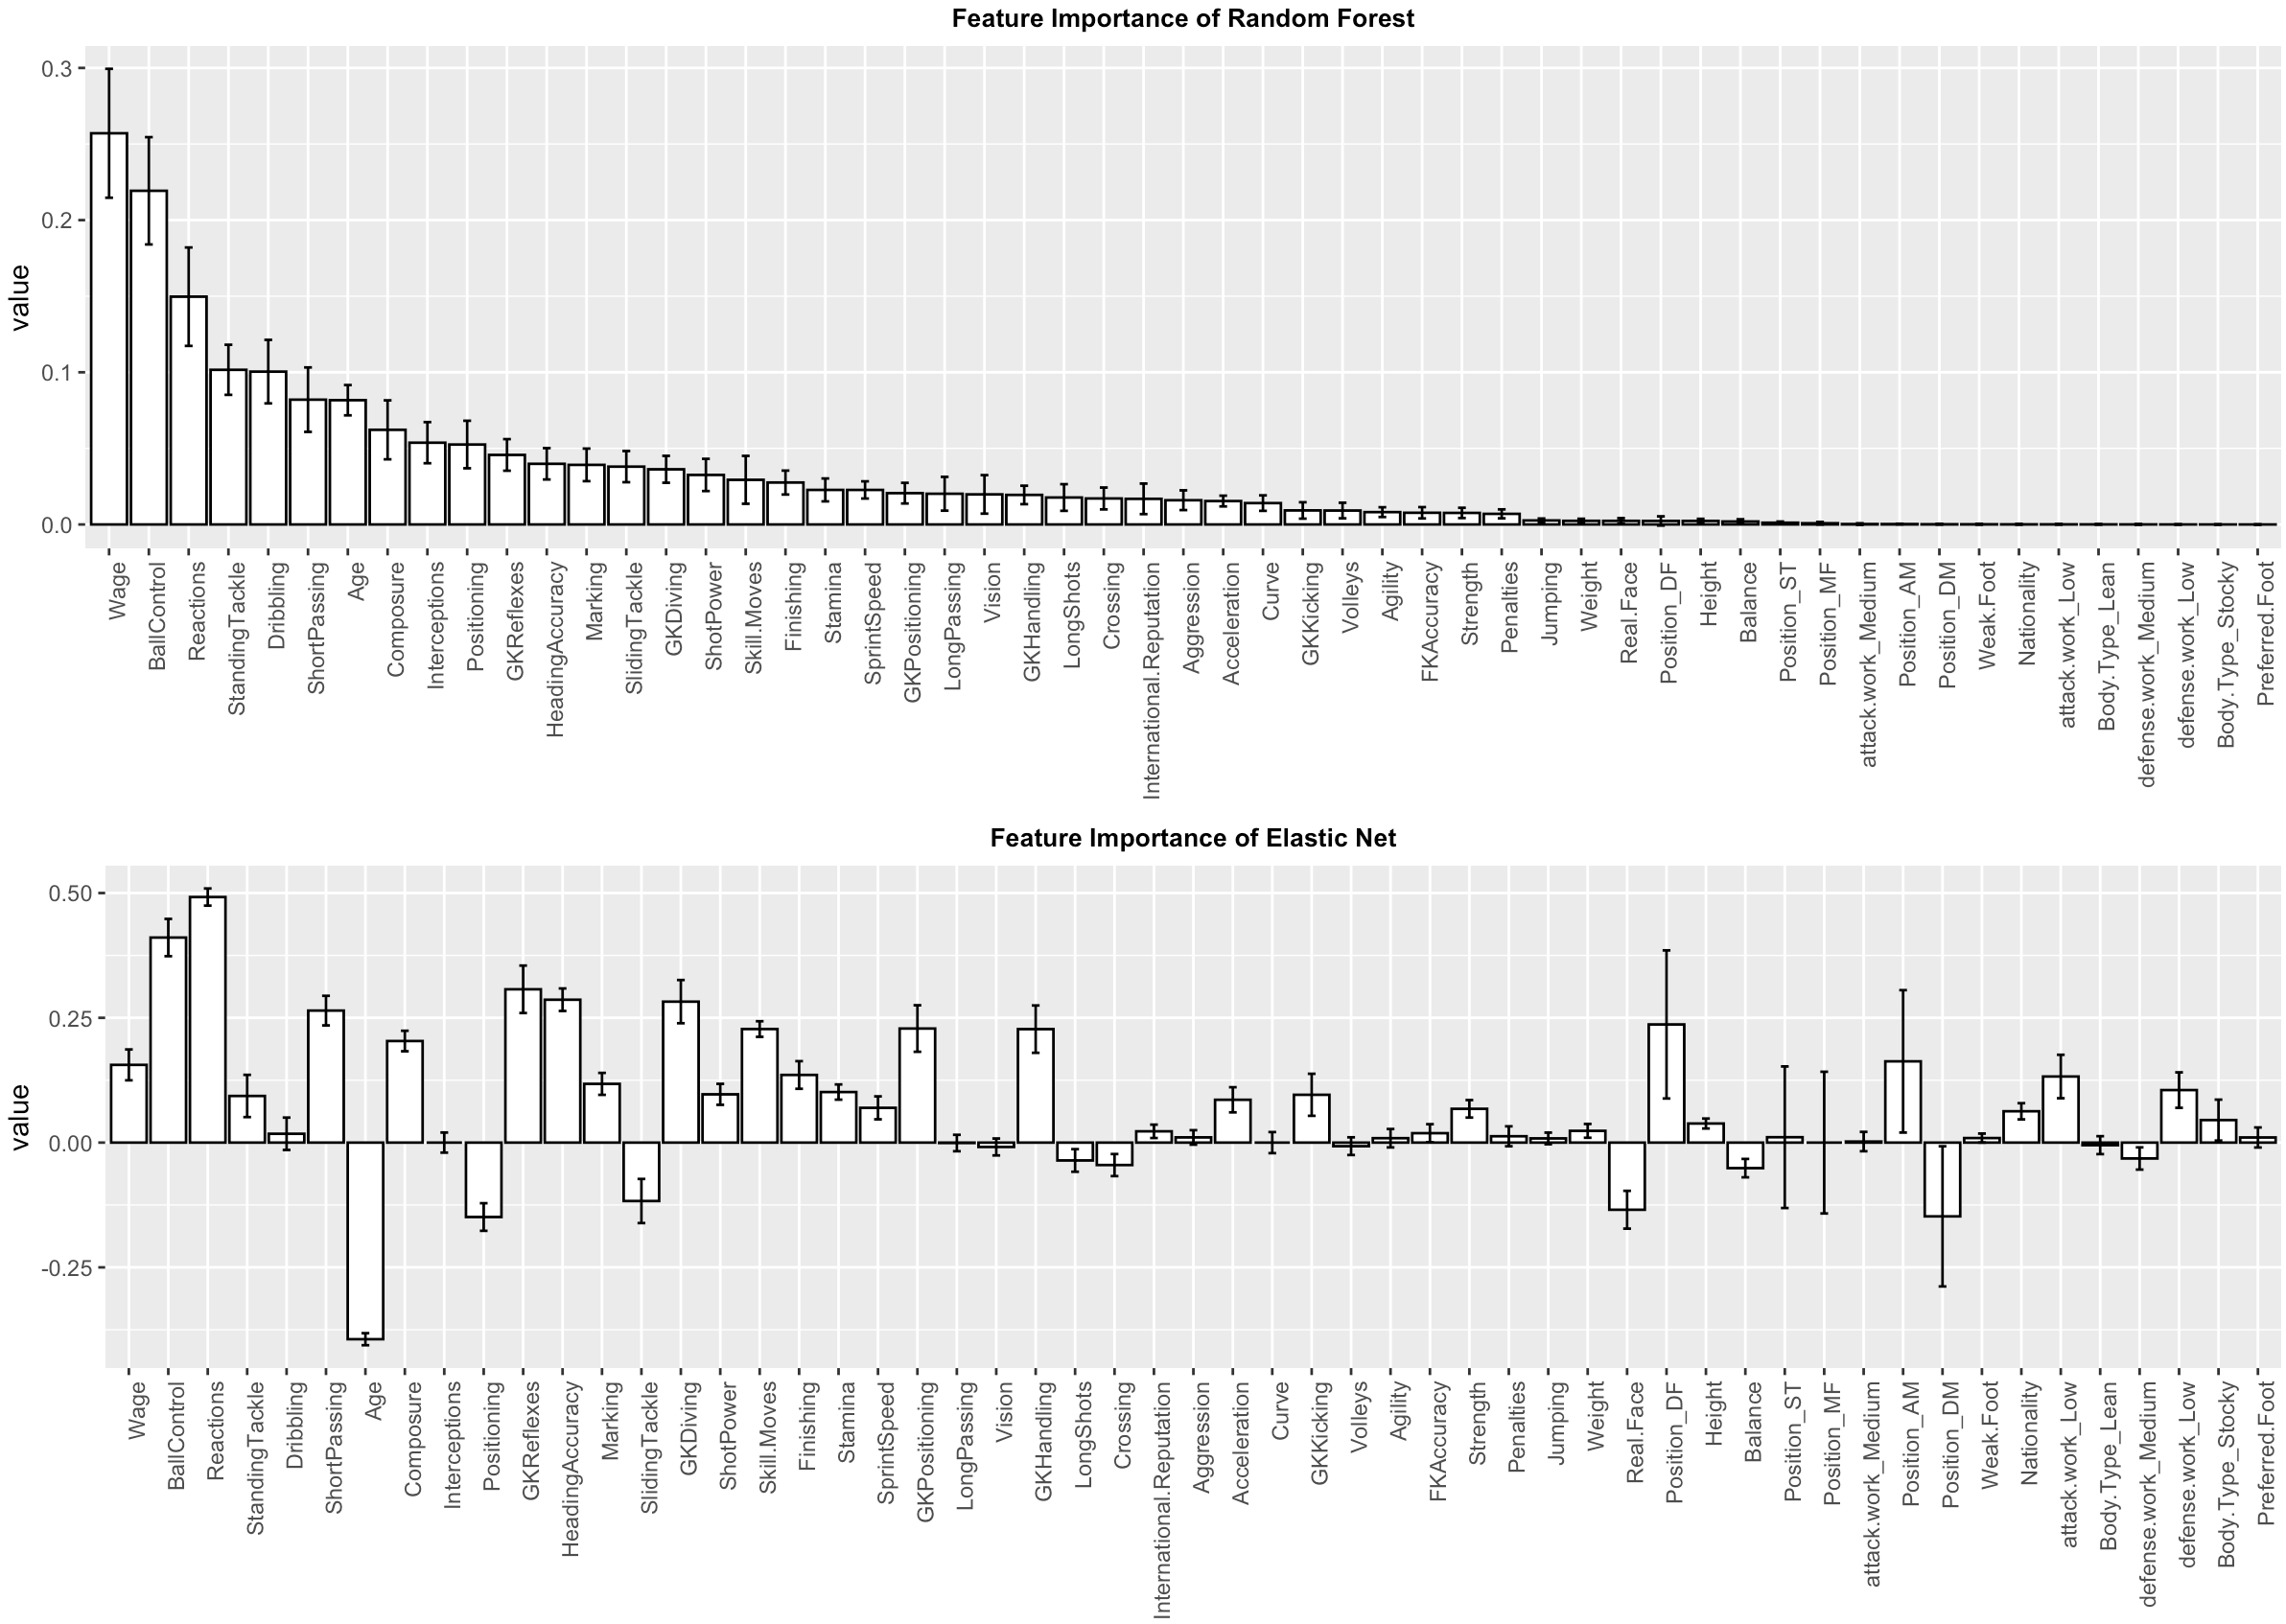 Feature Importance of Random Forest
value
0.3
0.2
0.1
0.0
Wage
BallControl
Reactions
StandingTackle
Dribbling
ShortPassing
Age
Composure
Interceptions
Positioning
GKReflexes
HeadingAccuracy
Marking
SlidingTackle
GKDiving
ShotPower
Skill.Moves
Finishing
Stamina
SprintSpeed
GKPositioning
LongPassing
Vision
GKHandling
LongShots
Crossing
International.Reputation
Aggression
Acceleration
Curve
GKKicking
Volleys
Agility
FKAccuracy
Strength
Penalties
Jumping
Weight
Real.Face
Position_DF
Height
Balance
Position_ST
Position_MF
attack.work_Medium
Position_AM
Position_DM
Weak.Foot
Nationality
attack.work_Low
Body.Type_Lean
defense.work_Medium
defense.work_Low
Body.Type_Stocky
Preferred.Foot
Feature Importance of Elastic Net
value
0.50
0.25
0.00
-0.25
Wage
BallControl
Reactions
StandingTackle
Dribbling
ShortPassing
Age
Composure
Interceptions
Positioning
GKReflexes
HeadingAccuracy
Marking
SlidingTackle
GKDiving
ShotPower
Skill.Moves
Finishing
Stamina
SprintSpeed
GKPositioning
LongPassing
Vision
GKHandling
LongShots
Crossing
International.Reputation
Aggression
Acceleration
Curve
GKKicking
Volleys
Agility
FKAccuracy
Strength
Penalties
Jumping
Weight
Real.Face
Position_DF
Height
Balance
Position_ST
Position_MF
attack.work_Medium
Position_AM
Position_DM
Weak.Foot
Nationality
attack.work_Low
Body.Type_Lean
defense.work_Medium
defense.work_Low
Body.Type_Stocky
Preferred.Foot